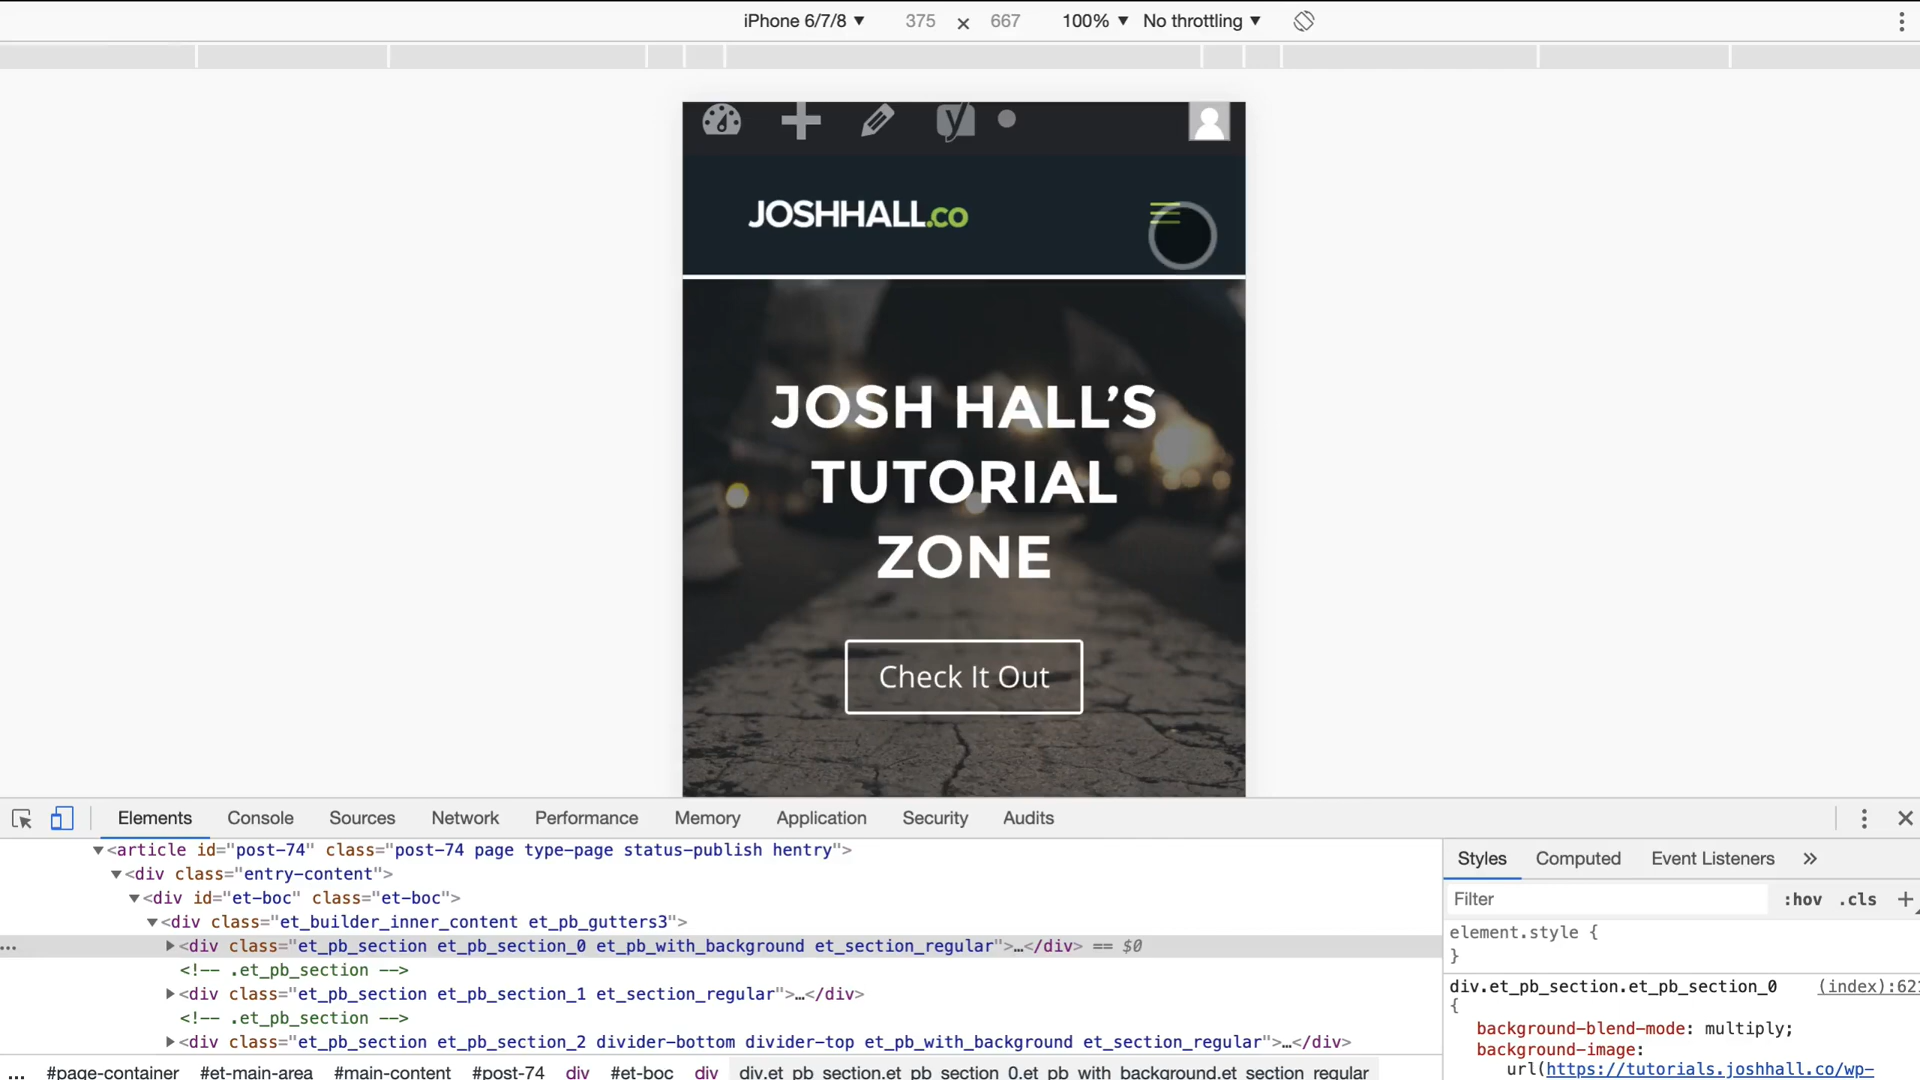 iPhone 6/7/8 ▼ 375 × 667 100% ▼ No throttling ▼
JOSHHALL.CO
JOSH HALL’S
TUTORIAL
ZONE
Check It Out
Elements Console Sources Network Performance Memory Application Security Audits
▼<article id="post-74" class="post-74 page type-page status-publish hentry">
▼<div class="entry-content">
▼<div id="et-boc" class="et-boc">
▼<div class="et_builder_inner_content et_pb_gutters3">
... ▶<div class="et_pb_section et_pb_section_0 et_pb_with_background et_section_regular">…</div> == $0
<!-- .et_pb_section -->
▶<div class="et_pb_section et_pb_section_1 et_section_regular">…</div>
<!-- .et_pb_section -->
▶<div class="et_pb_section et_pb_section_2 divider-bottom divider-top et_pb_with_background et_section_regular">…</div>
... #page-container #et-main-area #main-content #post-74 div #et-boc div div.et_pb_section.et_pb_section_0.et_pb_with_background.et_section_regular
Styles Computed Event Listeners »
Filter :hov .cls +
element.style {
}
div.et_pb_section.et_pb_section_0 (index):621
{
background-blend-mode: multiply;
background-image:
url(https://tutorials.joshhall.co/wp-